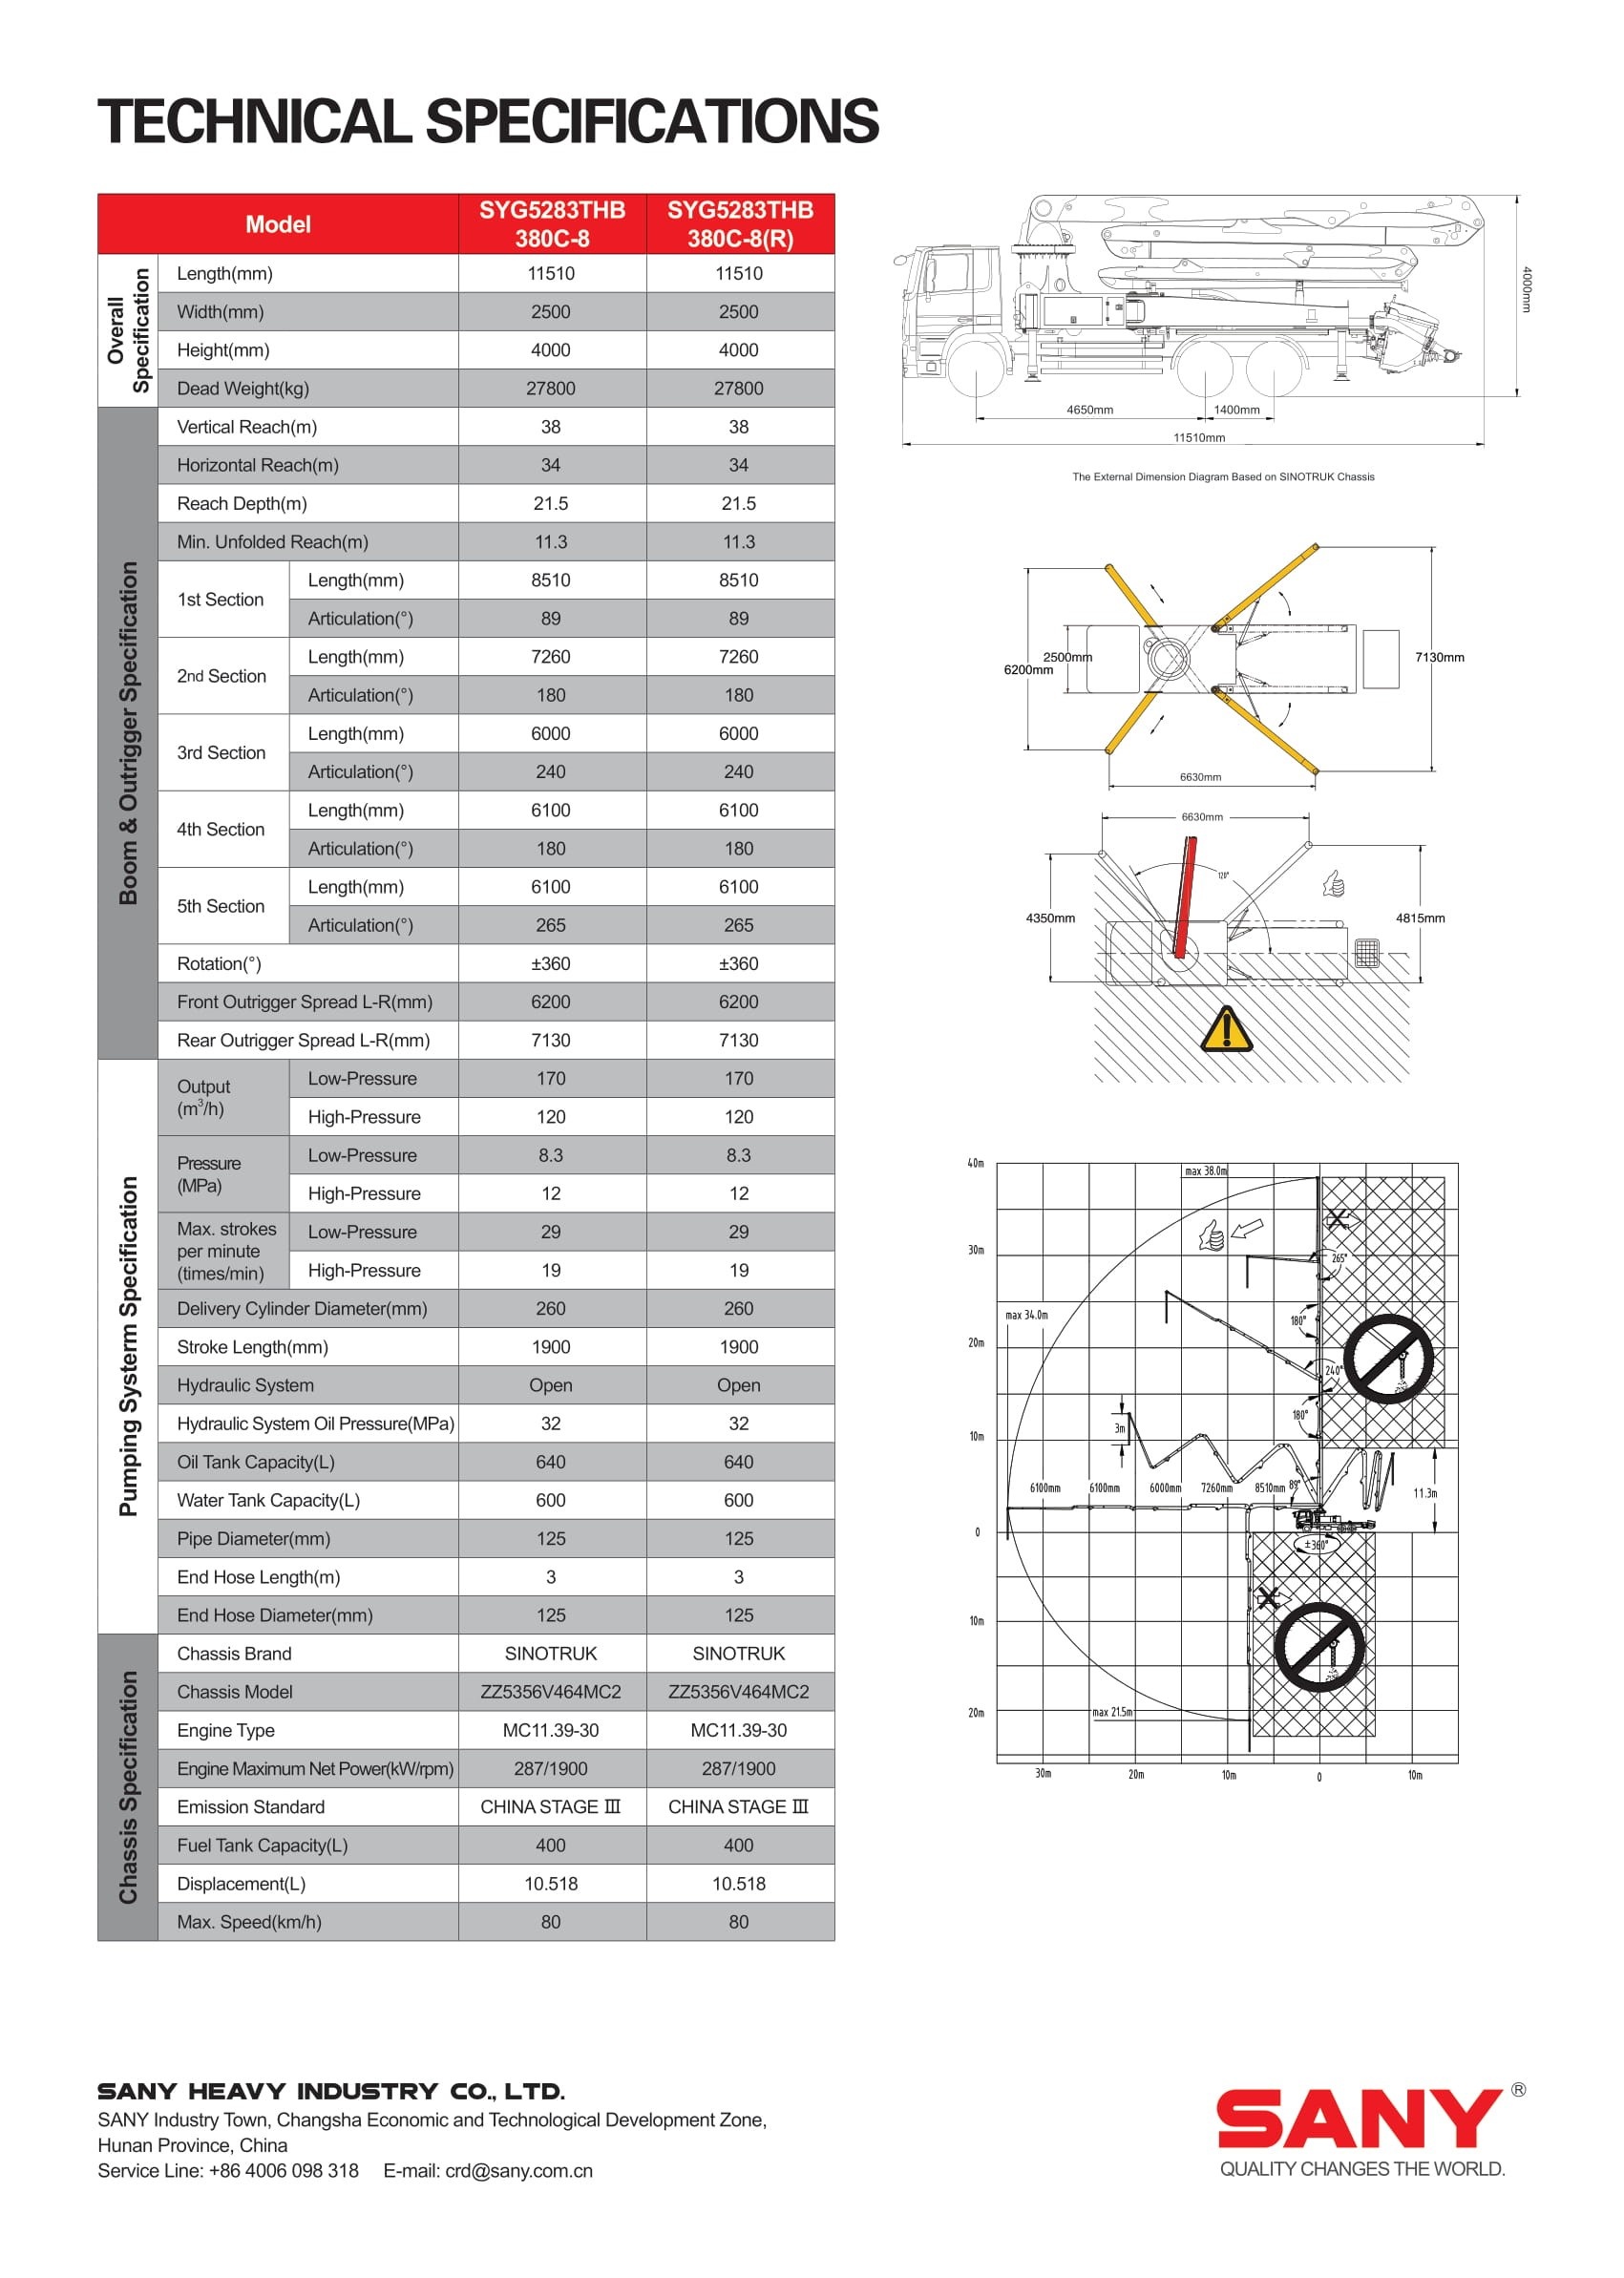 TECHNICAL SPECIFICATIONS
Model SYG5283THB 380C-8 SYG5283THB 380C-8(R)
Overall Specification
Length(mm) 11510 11510
Width(mm) 2500 2500
Height(mm) 4000 4000
Dead Weight(kg) 27800 27800
Boom & Outrigger Specification
Vertical Reach(m) 38 38
Horizontal Reach(m) 34 34
Reach Depth(m) 21.5 21.5
Min. Unfolded Reach(m) 11.3 11.3
1st Section
Length(mm) 8510 8510
Articulation(°) 89 89
2nd Section
Length(mm) 7260 7260
Articulation(°) 180 180
3rd Section
Length(mm) 6000 6000
Articulation(°) 240 240
4th Section
Length(mm) 6100 6100
Articulation(°) 180 180
5th Section
Length(mm) 6100 6100
Articulation(°) 265 265
Rotation(°) ±360 ±360
Front Outrigger Spread L-R(mm) 6200 6200
Rear Outrigger Spread L-R(mm) 7130 7130
Pumping Systerm Specification
Output (m³/h)
Low-Pressure 170 170
High-Pressure 120 120
Pressure (MPa)
Low-Pressure 8.3 8.3
High-Pressure 12 12
Max. strokes per minute (times/min)
Low-Pressure 29 29
High-Pressure 19 19
Delivery Cylinder Diameter(mm) 260 260
Stroke Length(mm) 1900 1900
Hydraulic System Open Open
Hydraulic System Oil Pressure(MPa) 32 32
Oil Tank Capacity(L) 640 640
Water Tank Capacity(L) 600 600
Pipe Diameter(mm) 125 125
End Hose Length(m) 3 3
End Hose Diameter(mm) 125 125
Chassis Specification
Chassis Brand SINOTRUK SINOTRUK
Chassis Model ZZ5356V464MC2 ZZ5356V464MC2
Engine Type MC11.39-30 MC11.39-30
Engine Maximum Net Power(kW/rpm) 287/1900 287/1900
Emission Standard CHINA STAGE Ⅲ CHINA STAGE Ⅲ
Fuel Tank Capacity(L) 400 400
Displacement(L) 10.518 10.518
Max. Speed(km/h) 80 80
4000mm
4650mm 1400mm
11510mm
The External Dimension Diagram Based on SINOTRUK Chassis
2500mm
6200mm
7130mm
6630mm
6630mm
120°
4350mm
4815mm
40m
max 38.0m
30m
265°
max 34.0m
180°
20m
240°
180°
3m
10m
6100mm 6100mm 6000mm 7260mm 8510mm 89°
11.3m
0
±360°
10m
20m
max 21.5m
30m 20m 10m 0 10m
SANY HEAVY INDUSTRY CO., LTD.
SANY Industry Town, Changsha Economic and Technological Development Zone,
Hunan Province, China
Service Line: +86 4006 098 318 E-mail: crd@sany.com.cn
SANY ®
QUALITY CHANGES THE WORLD.